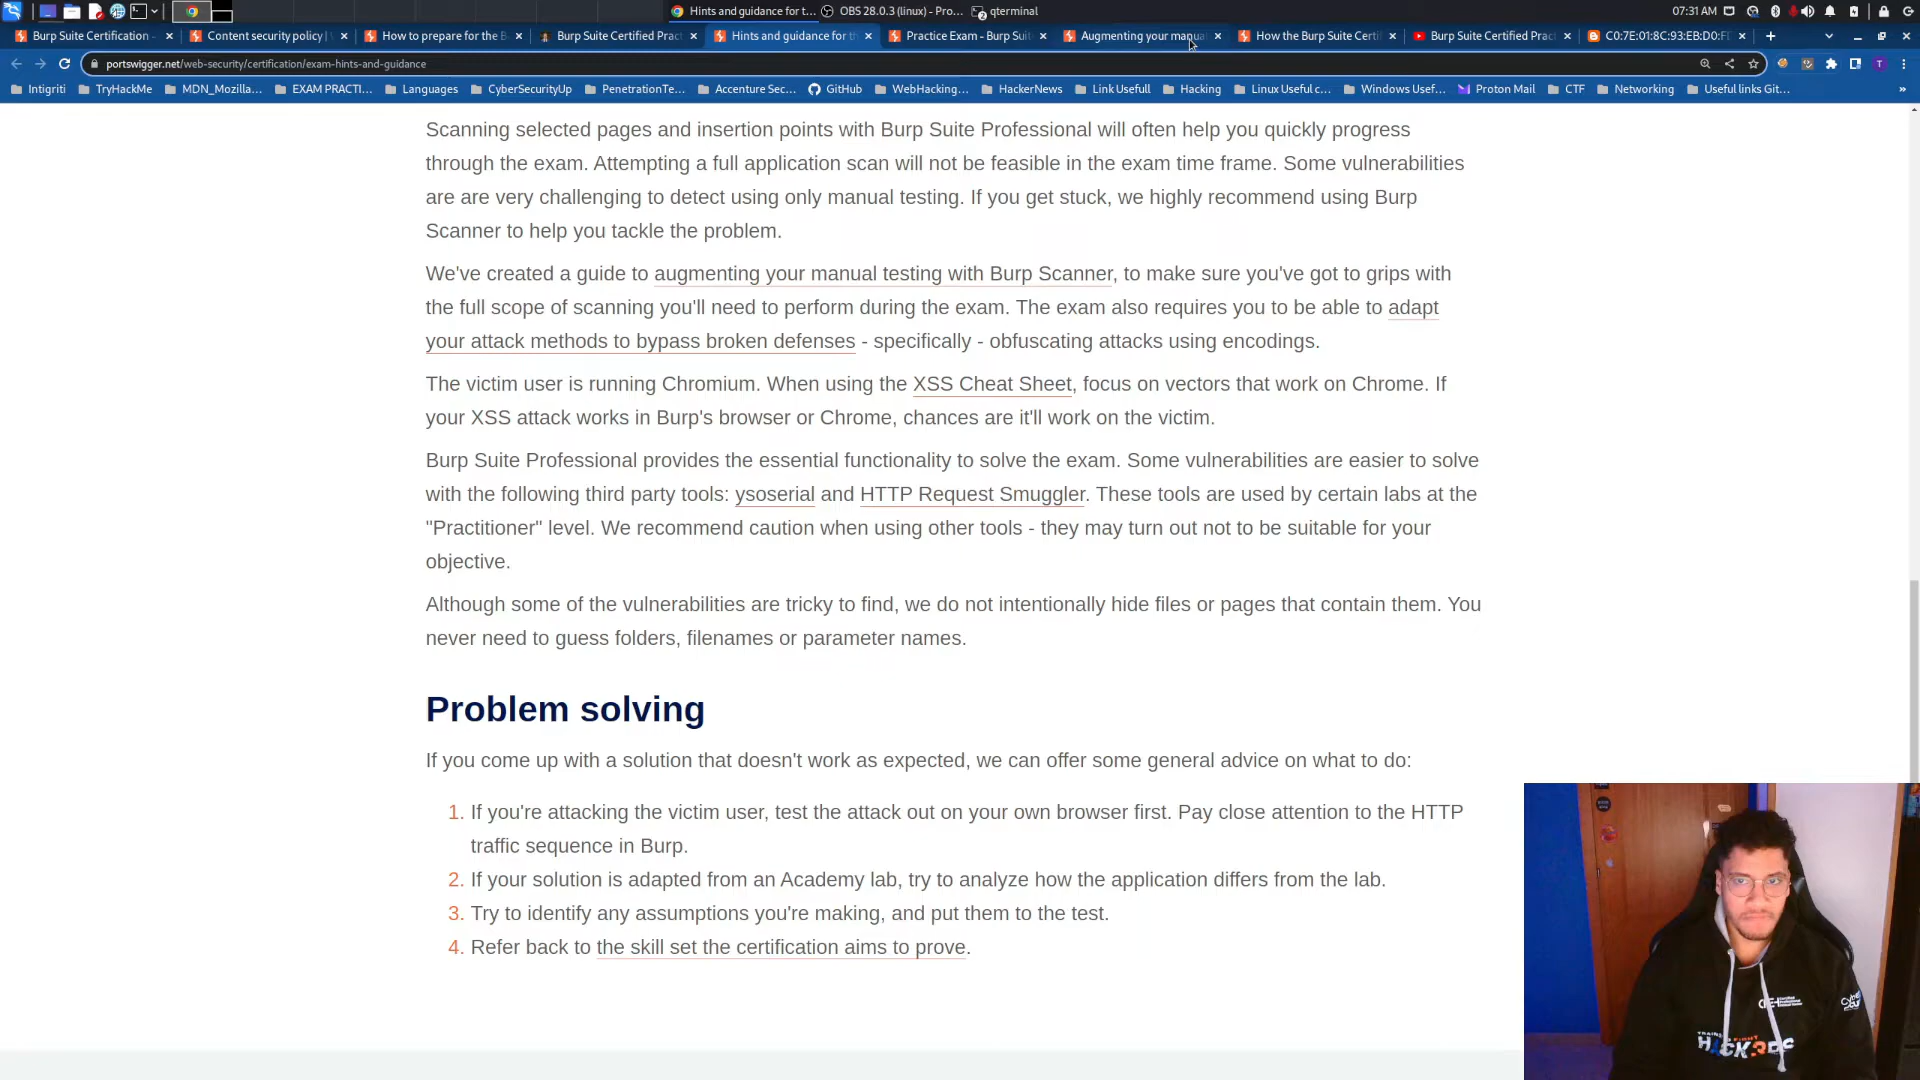 Hints and guidance for t...
OBS 28.0.3 (linux) - Pro...
qterminal
07:31 AM
Burp Suite Certification -
Content security policy |
How to prepare for the B
Burp Suite Certified Pract
Hints and guidance for th
Practice Exam - Burp Suit
Augmenting your manua
How the Burp Suite Certif
Burp Suite Certified Pract
C0:7E:01:8C:93:EB:D0:FD
portswigger.net/web-security/certification/exam-hints-and-guidance
Intigriti
TryHackMe
MDN_Mozilla...
EXAM PRACTI...
Languages
CyberSecurityUp
PenetrationTe...
Accenture Sec...
GitHub
WebHacking...
HackerNews
Link Usefull
Hacking
Linux Useful c...
Windows Usef...
Proton Mail
CTF
Networking
Useful links Git...
Scanning selected pages and insertion points with Burp Suite Professional will often help you quickly progress
through the exam. Attempting a full application scan will not be feasible in the exam time frame. Some vulnerabilities
are are very challenging to detect using only manual testing. If you get stuck, we highly recommend using Burp
Scanner to help you tackle the problem.
We've created a guide to augmenting your manual testing with Burp Scanner, to make sure you've got to grips with
the full scope of scanning you'll need to perform during the exam. The exam also requires you to be able to adapt
your attack methods to bypass broken defenses - specifically - obfuscating attacks using encodings.
The victim user is running Chromium. When using the XSS Cheat Sheet, focus on vectors that work on Chrome. If
your XSS attack works in Burp's browser or Chrome, chances are it'll work on the victim.
Burp Suite Professional provides the essential functionality to solve the exam. Some vulnerabilities are easier to solve
with the following third party tools: ysoserial and HTTP Request Smuggler. These tools are used by certain labs at the
"Practitioner" level. We recommend caution when using other tools - they may turn out not to be suitable for your
objective.
Although some of the vulnerabilities are tricky to find, we do not intentionally hide files or pages that contain them. You
never need to guess folders, filenames or parameter names.
Problem solving
If you come up with a solution that doesn't work as expected, we can offer some general advice on what to do:
1. If you're attacking the victim user, test the attack out on your own browser first. Pay close attention to the HTTP
traffic sequence in Burp.
2. If your solution is adapted from an Academy lab, try to analyze how the application differs from the lab.
3. Try to identify any assumptions you're making, and put them to the test.
4. Refer back to the skill set the certification aims to prove.